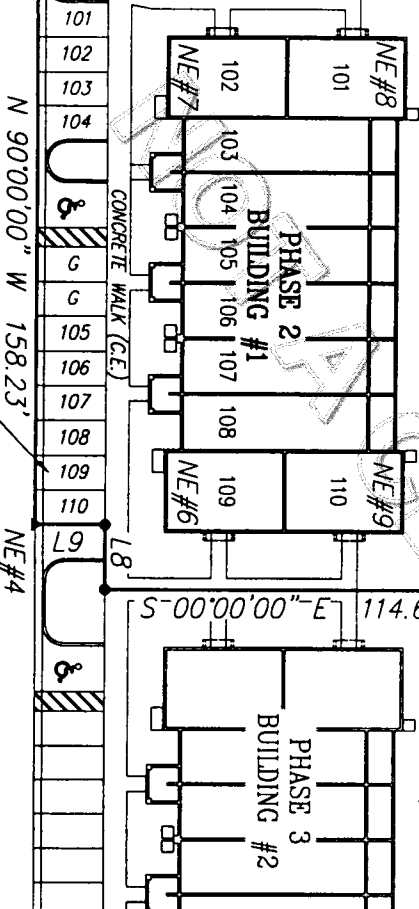 101
102
103
104
G
G
105
106
107
108
109
110
N 90°00'00" W 158.23'
CONCRETE WALK (C.E.)
L9
L8
NE#4
NE#7
102
101
NE#8
103
104
105
106
107
108
PHASE 2
BUILDING #1
NE#6
109
110
NE#9
S 00°00'00" E 114.6
PHASE 3
BUILDING #2